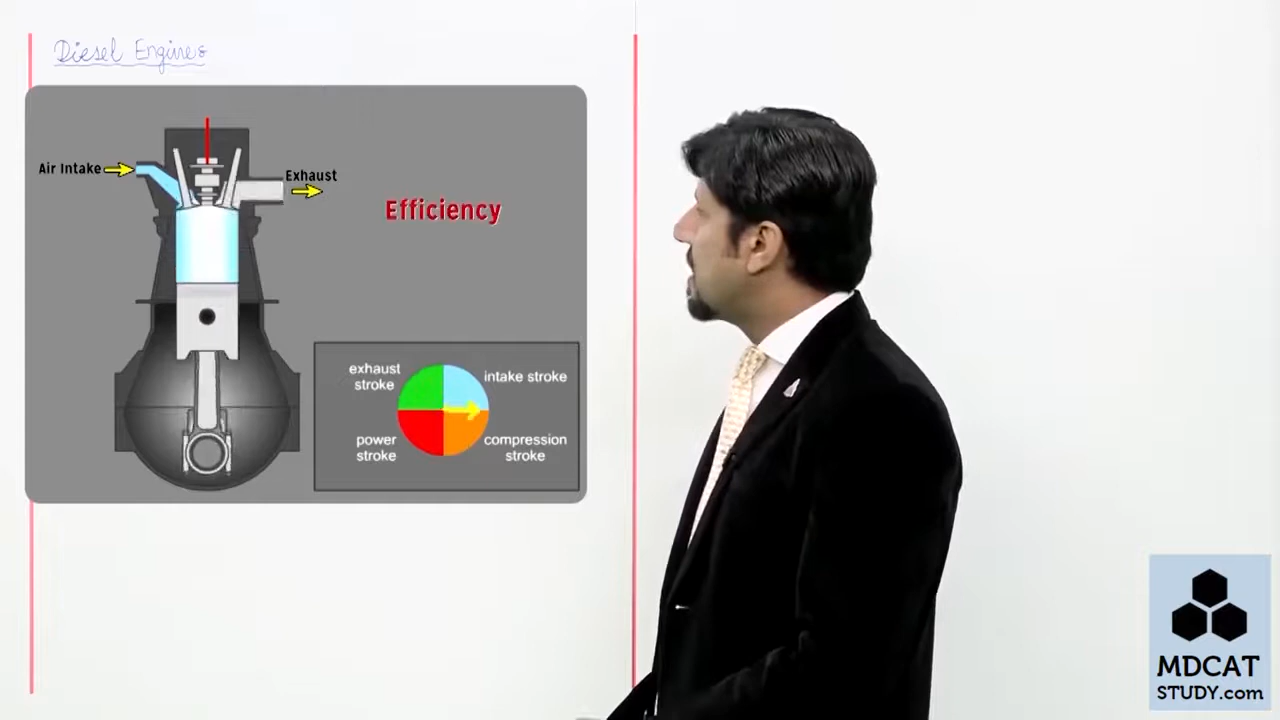 Diesel Engines
Air Intake
Exhaust
Efficiency
exhaust
stroke
intake stroke
power
stroke
compression
stroke
MDCAT
STUDY.com